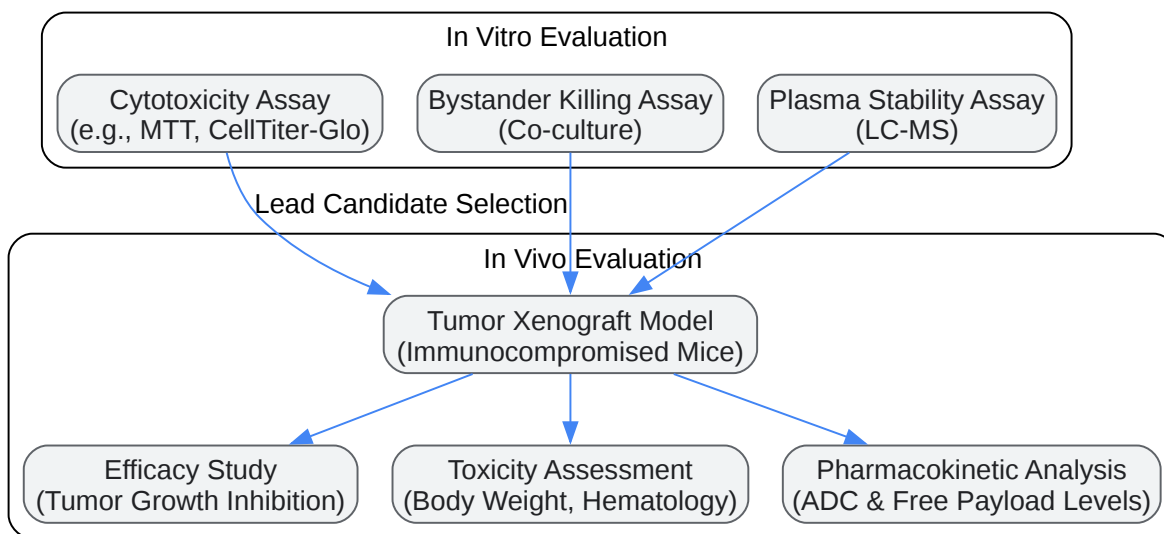 In Vitro Evaluation
Cytotoxicity Assay
(e.g., MTT, CellTiter-Glo)
Bystander Killing Assay
(Co-culture)
Plasma Stability Assay
(LC-MS)
Lead Candidate Selection
In Vivo Evaluation
Tumor Xenograft Model
(Immunocompromised Mice)
Efficacy Study
(Tumor Growth Inhibition)
Toxicity Assessment
(Body Weight, Hematology)
Pharmacokinetic Analysis
(ADC & Free Payload Levels)